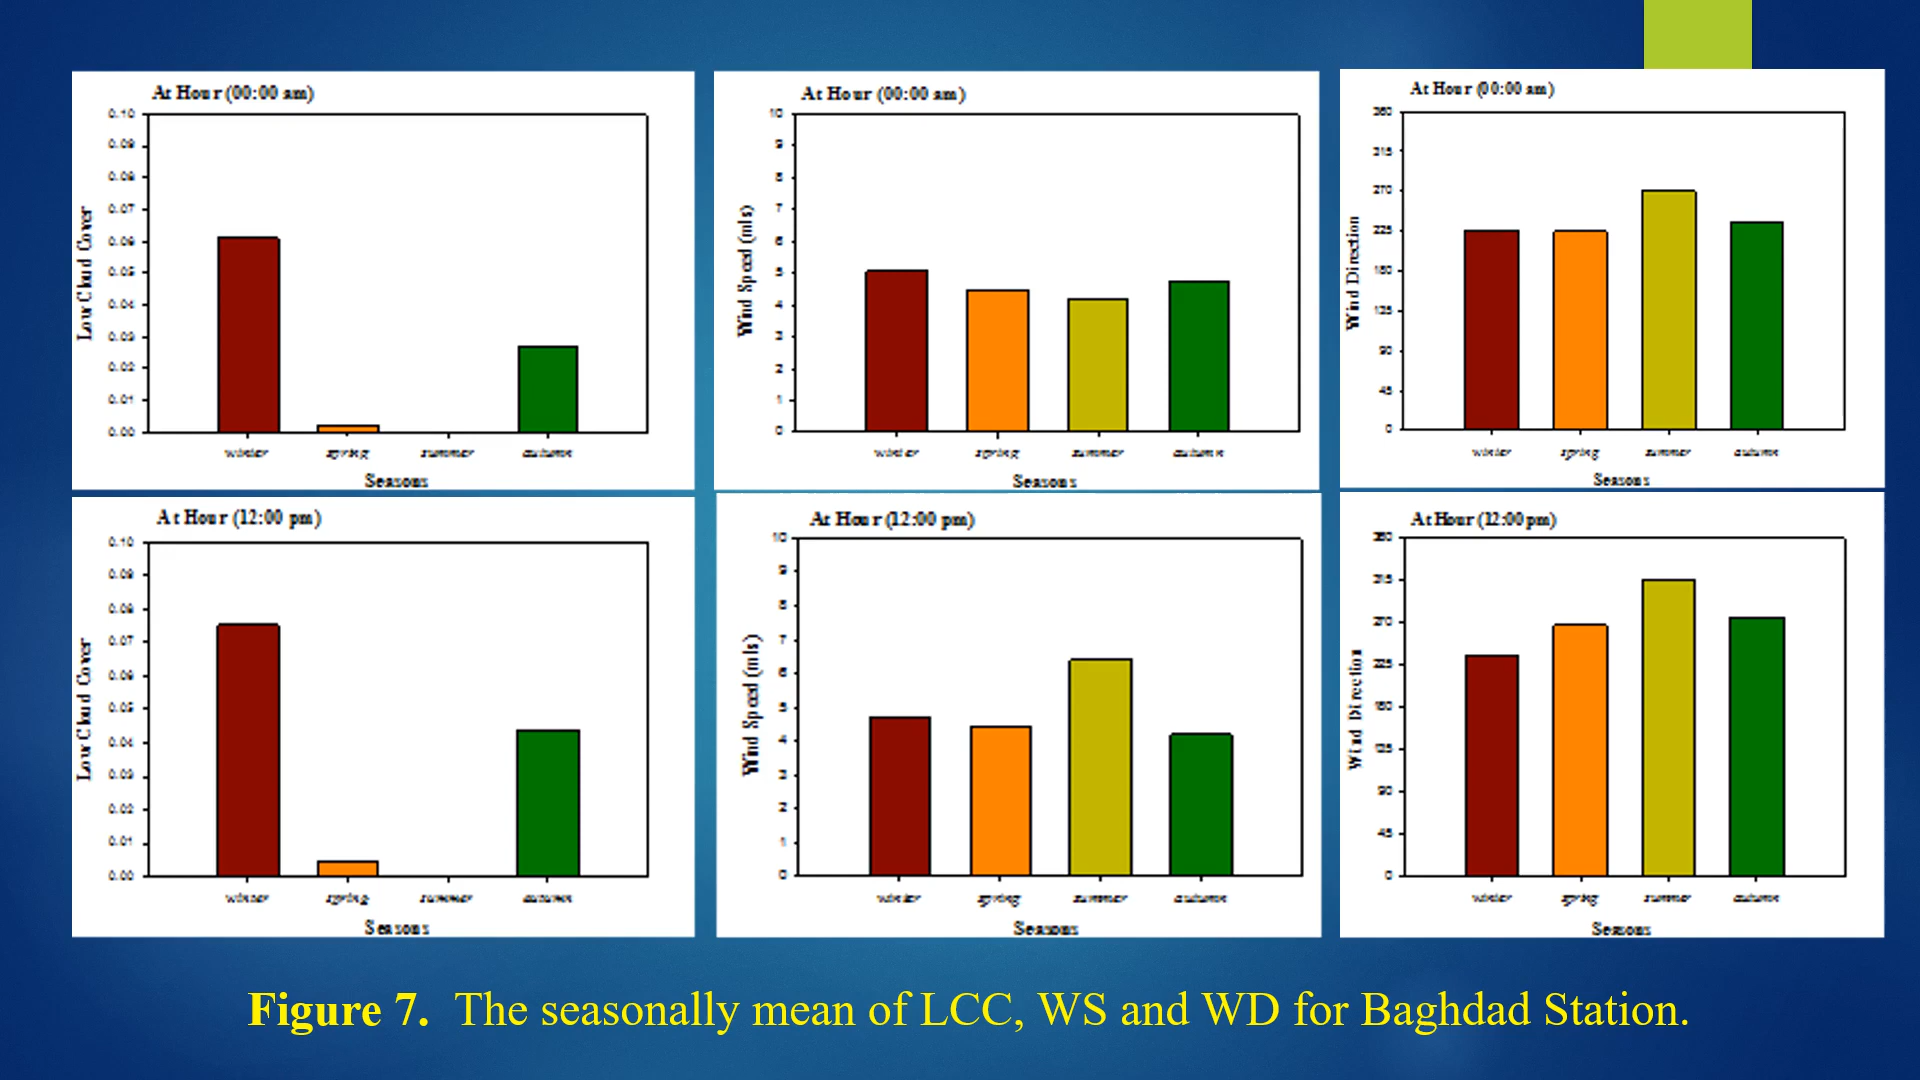 At Hour (00:00 am)
Low Cloud Cover
0.10
0.09
0.08
0.07
0.06
0.05
0.04
0.03
0.02
0.01
0.00
winter spring summer autumn
Seasons
At Hour (00:00 am)
Wind Speed (m/s)
10
9
8
7
6
5
4
3
2
1
0
winter spring summer autumn
Seasons
At Hour (00:00 am)
Wind Direction
360
315
270
225
180
135
90
45
0
winter spring summer autumn
Seasons
At Hour (12:00 pm)
Low Cloud Cover
0.10
0.09
0.08
0.07
0.06
0.05
0.04
0.03
0.02
0.01
0.00
winter spring summer autumn
Seasons
At Hour (12:00 pm)
Wind Speed (m/s)
10
9
8
7
6
5
4
3
2
1
0
winter spring summer autumn
Seasons
At Hour (12:00 pm)
Wind Direction
360
315
270
225
180
135
90
45
0
winter spring summer autumn
Seasons
Figure 7. The seasonally mean of LCC, WS and WD for Baghdad Station.